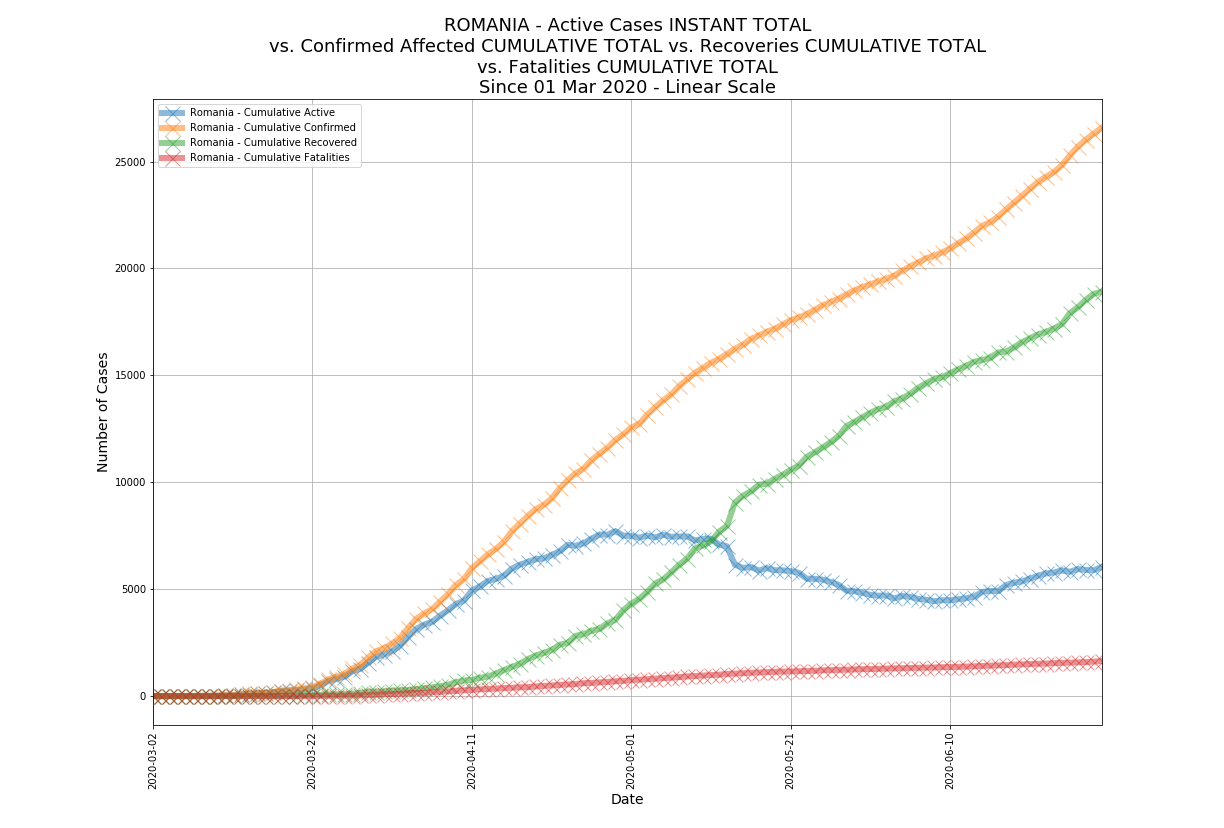 ROMANIA - Active Cases INSTANT TOTAL
vs. Confirmed Affected CUMULATIVE TOTAL vs. Recoveries CUMULATIVE TOTAL
vs. Fatalities CUMULATIVE TOTAL
Since 01 Mar 2020 - Linear Scale
Romania - Cumulative Active
Romania - Cumulative Confirmed
Romania - Cumulative Recovered
Romania - Cumulative Fatalities
Number of Cases
25000
20000
15000
10000
5000
0
2020-03-02
2020-03-22
2020-04-11
2020-05-01
2020-05-21
2020-06-10
Date